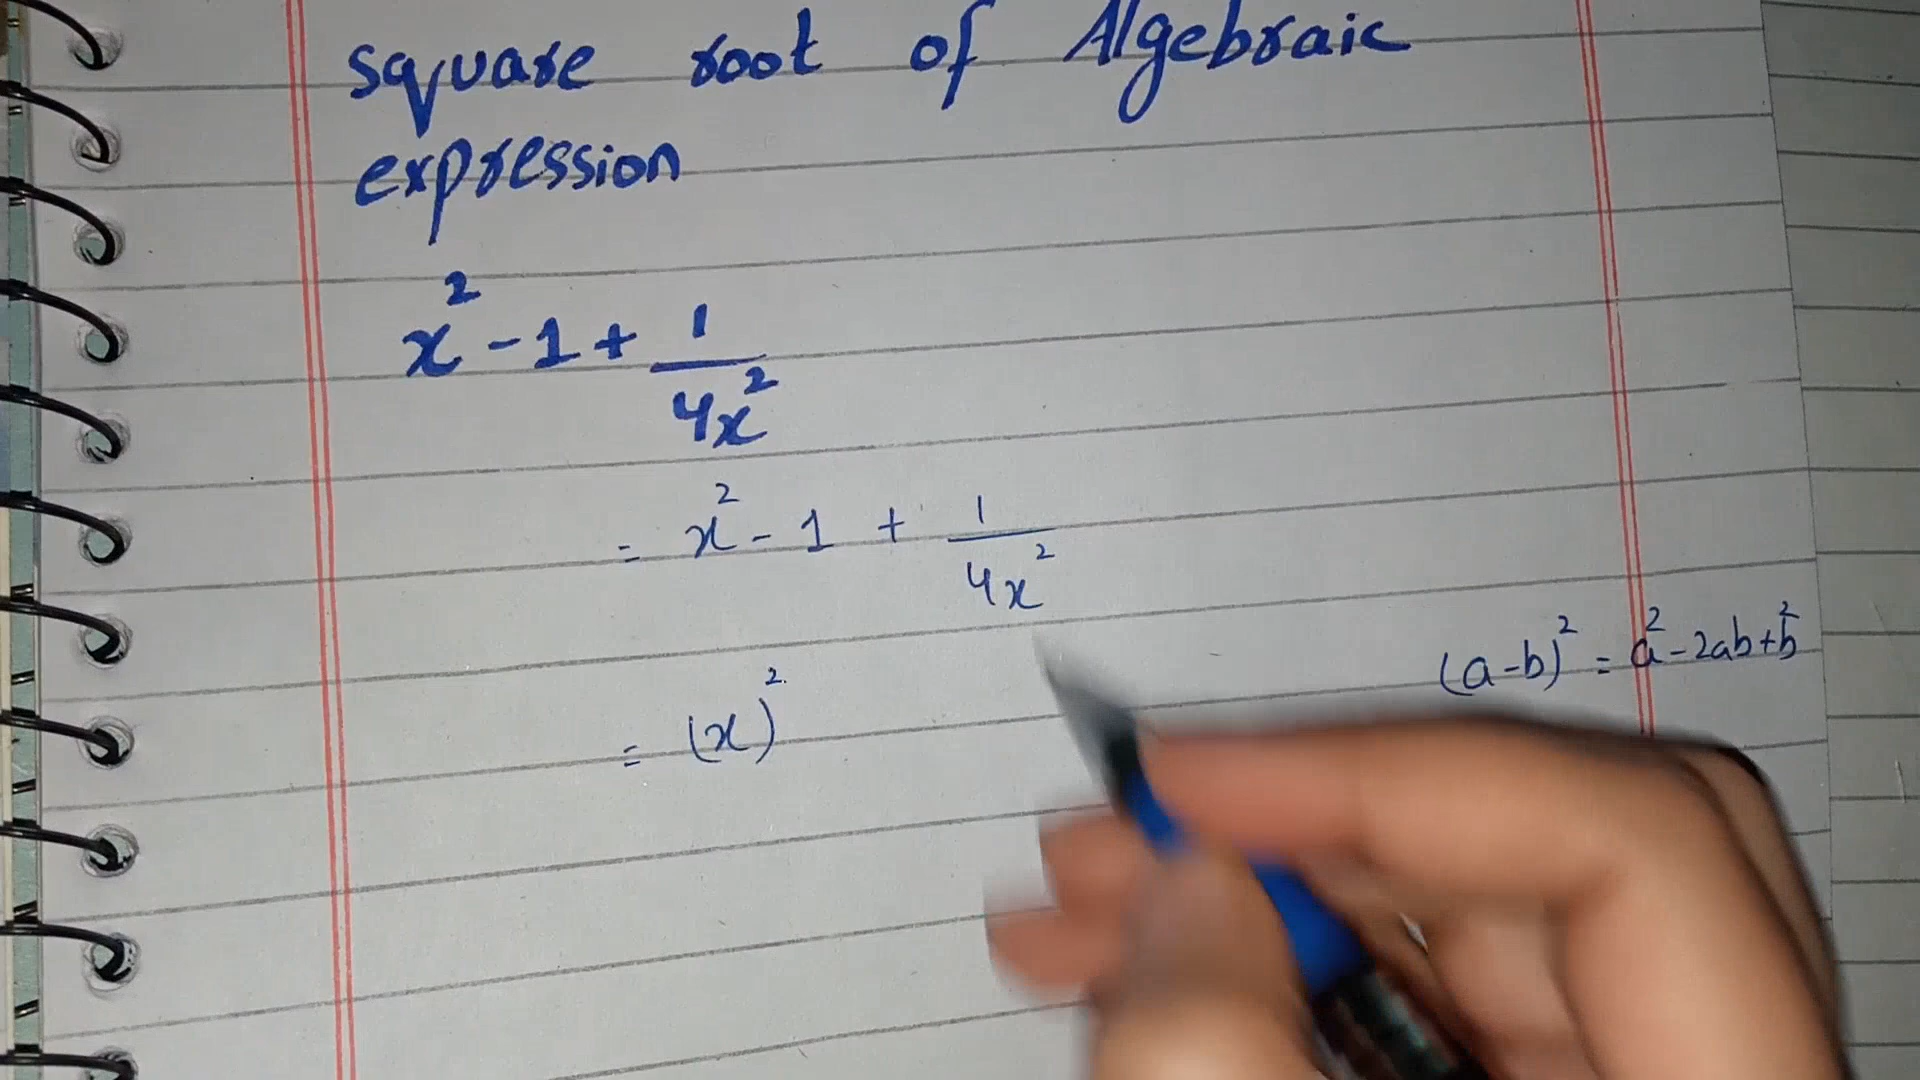 square root of Algebraic
expression
x² - 1 + 1/4x²
= x² - 1 + 1/4x²
(a-b)² = a² - 2ab + b²
= (x)²